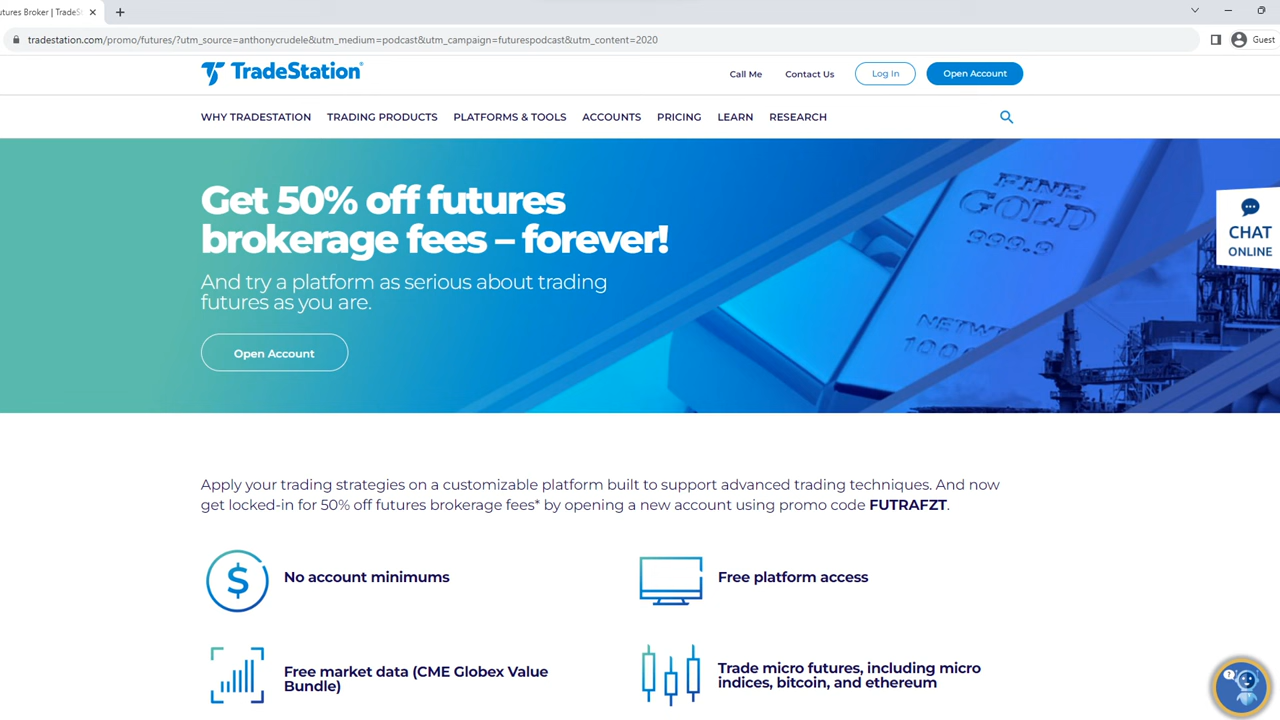 utures Broker | TradeS
tradestation.com/promo/futures/?utm_source=anthonycrudele&utm_medium=podcast&utm_campaign=futurespodcast&utm_content=2020
Guest
TradeStation
Call Me
Contact Us
Log In
Open Account
WHY TRADESTATION
TRADING PRODUCTS
PLATFORMS & TOOLS
ACCOUNTS
PRICING
LEARN
RESEARCH
Get 50% off futures
brokerage fees – forever!
And try a platform as serious about trading
futures as you are.
Open Account
FINE
GOLD
999.9
CHAT
ONLINE
Apply your trading strategies on a customizable platform built to support advanced trading techniques. And now
get locked-in for 50% off futures brokerage fees* by opening a new account using promo code FUTRAFZT.
No account minimums
Free platform access
Free market data (CME Globex Value
Bundle)
Trade micro futures, including micro
indices, bitcoin, and ethereum